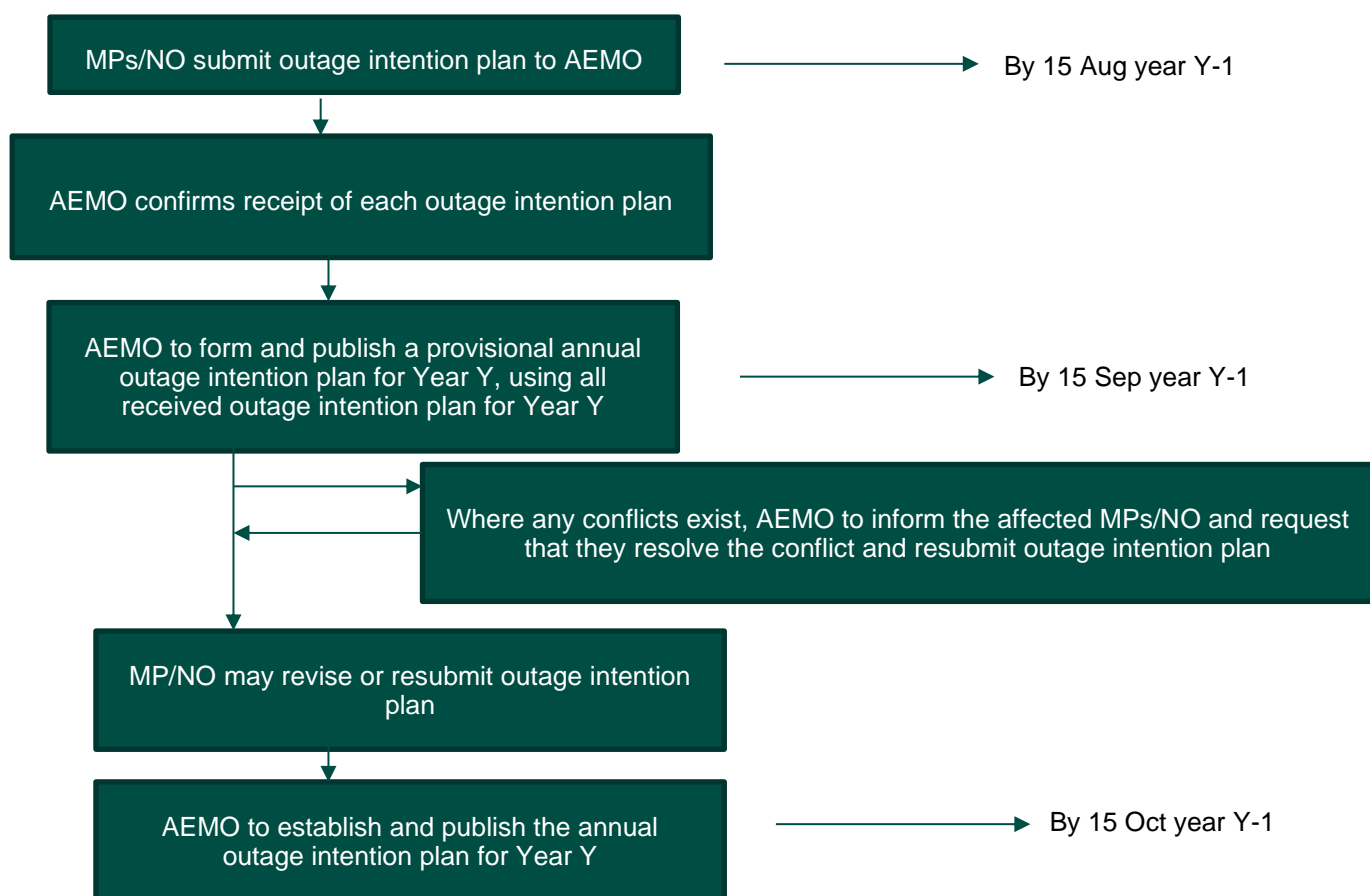 MPs/NO submit outage intention plan to AEMO
By 15 Aug year Y-1
AEMO confirms receipt of each outage intention plan
AEMO to form and publish a provisional annual
outage intention plan for Year Y, using all
received outage intention plan for Year Y
By 15 Sep year Y-1
Where any conflicts exist, AEMO to inform the affected MPs/NO and request
that they resolve the conflict and resubmit outage intention plan
MP/NO may revise or resubmit outage intention
plan
AEMO to establish and publish the annual
outage intention plan for Year Y
By 15 Oct year Y-1